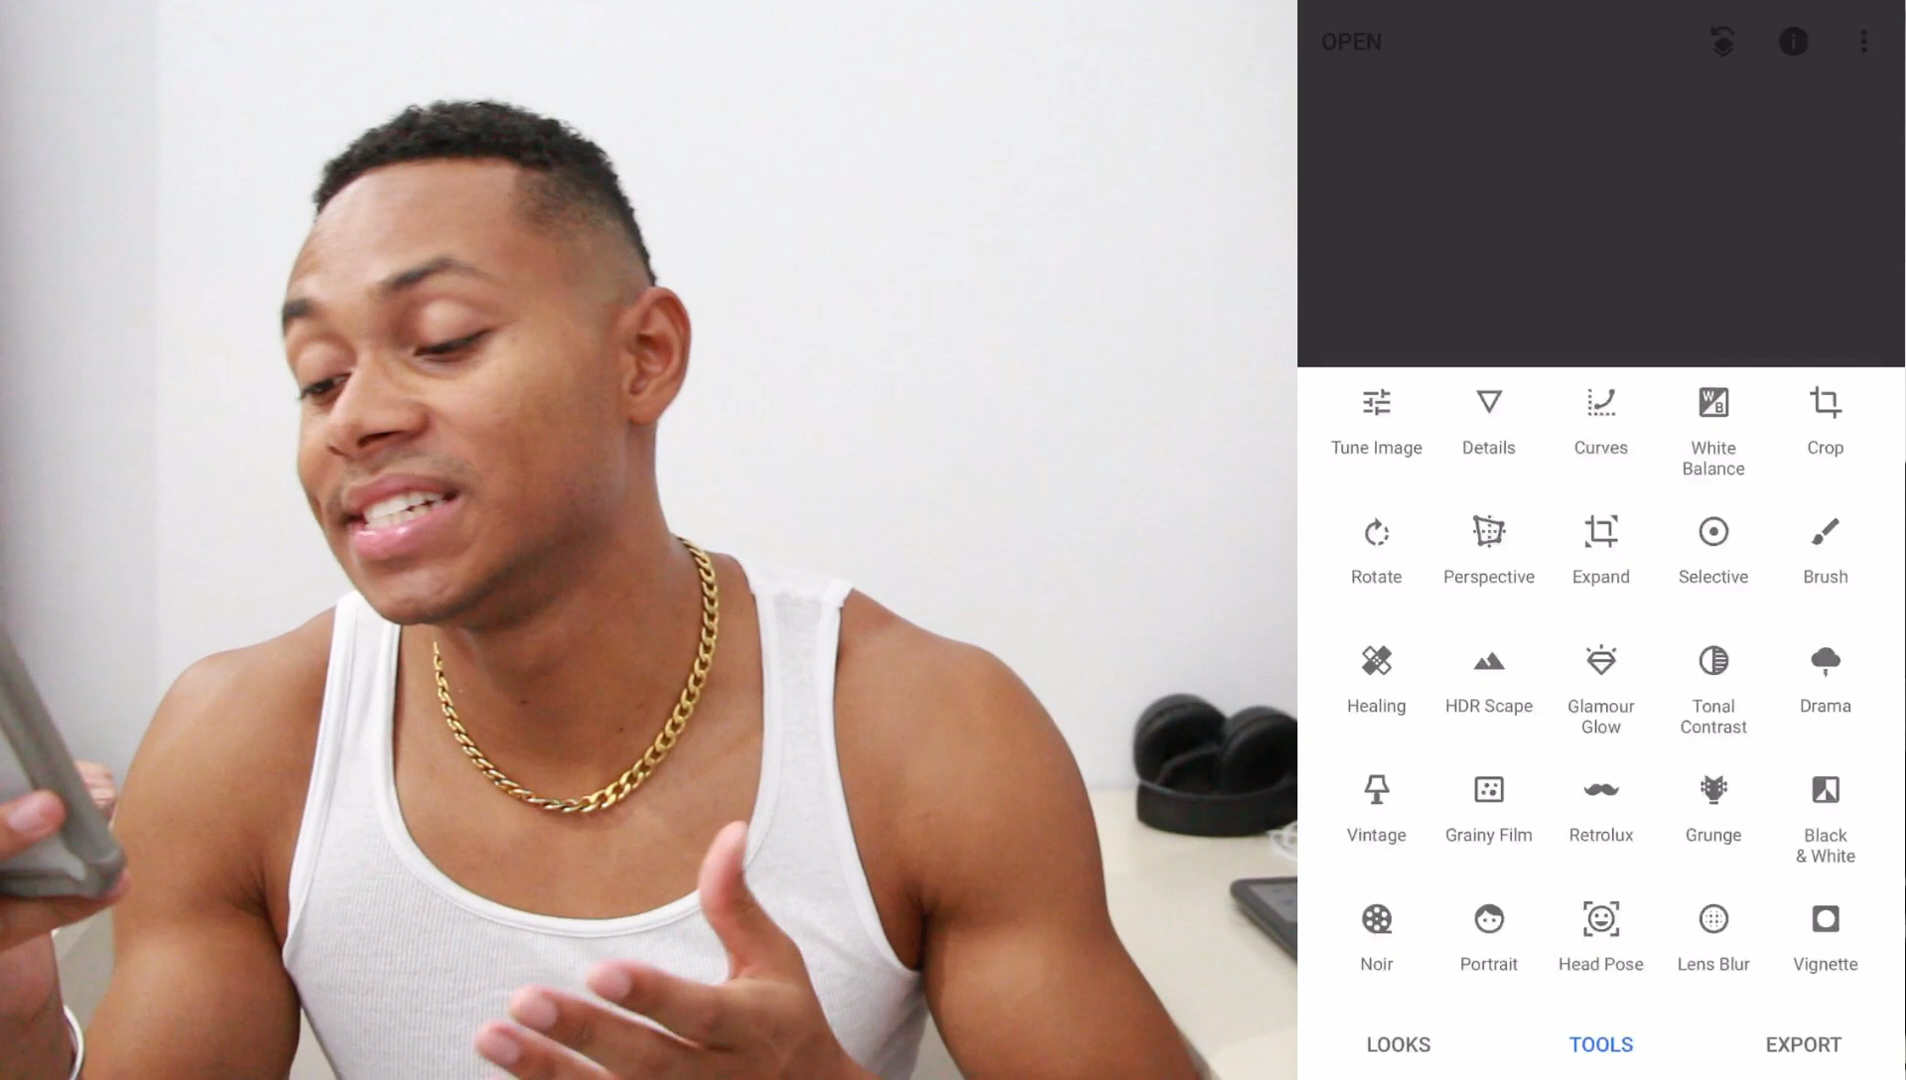 OPEN
Tune Image
Details
Curves
White
Balance
Crop
Rotate
Perspective
Expand
Selective
Brush
Healing
HDR Scape
Glamour
Glow
Tonal
Contrast
Drama
Vintage
Grainy Film
Retrolux
Grunge
Black
& White
Noir
Portrait
Head Pose
Lens Blur
Vignette
LOOKS
TOOLS
EXPORT